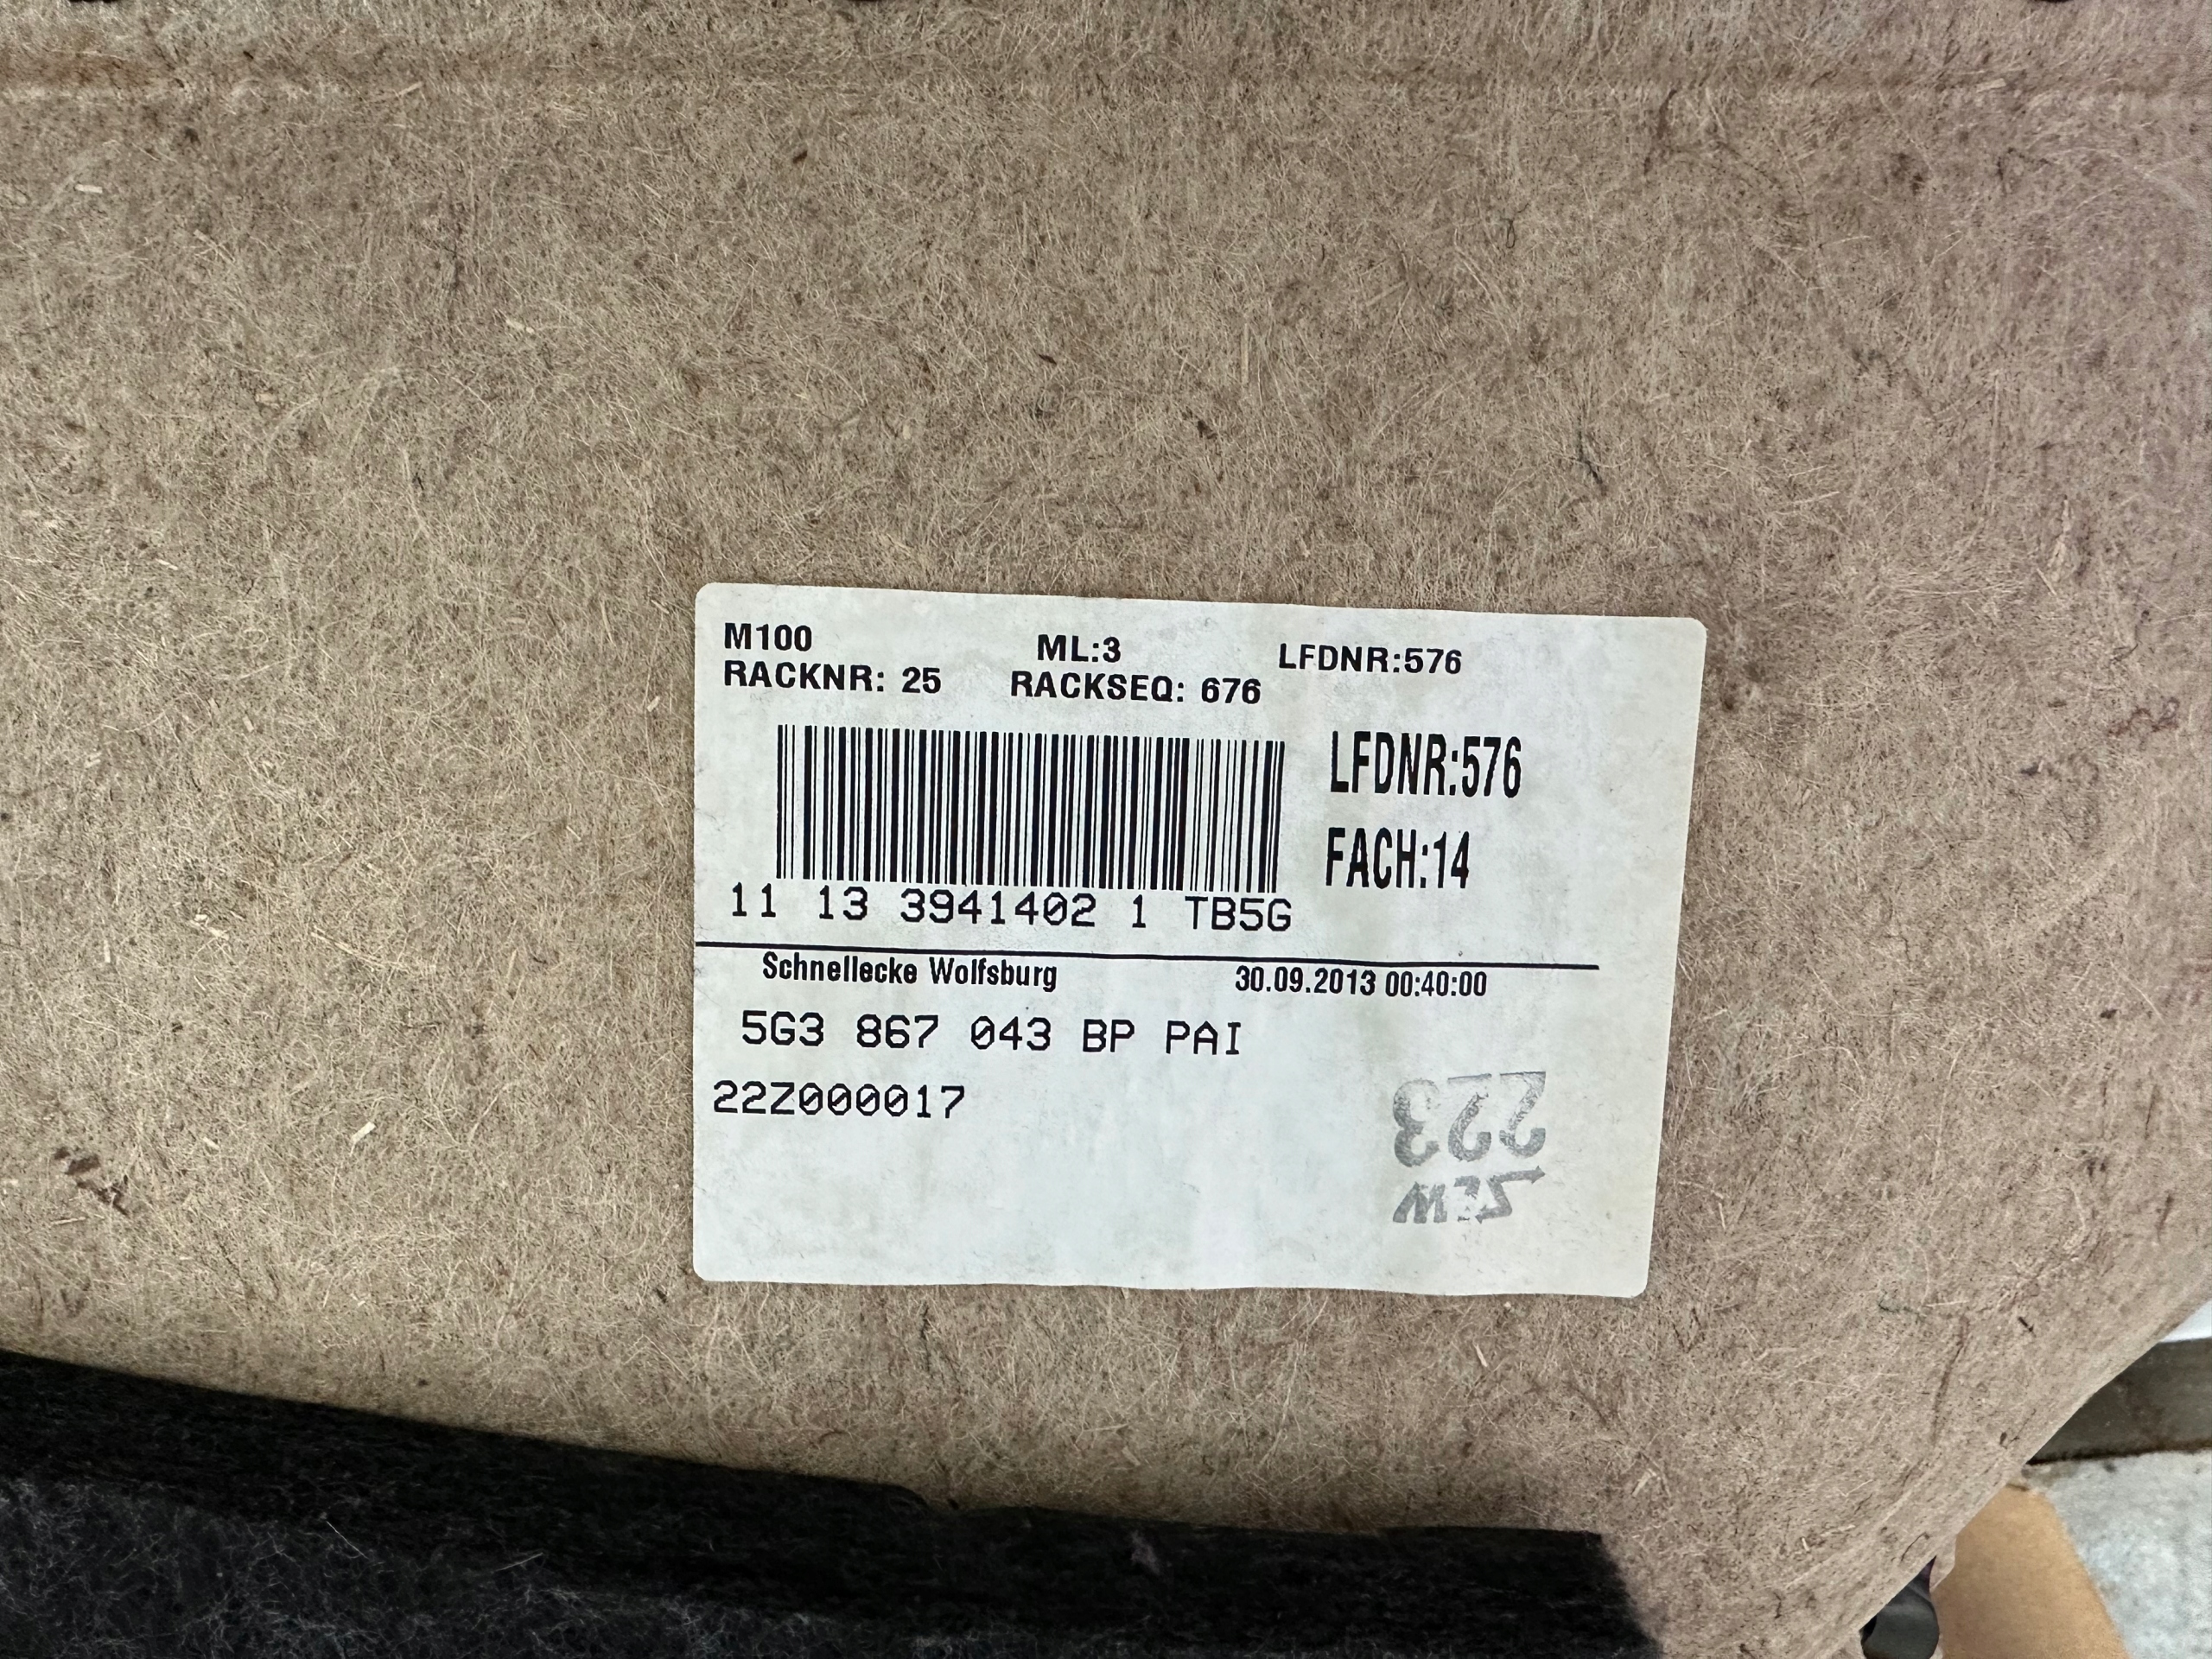 M100 ML:3 LFDNR:576
RACKNR: 25 RACKSEQ: 676
LFDNR:576
FACH:14
11 13 3941402 1 TB5G
Schnellecke Wolfsburg 30.09.2013 00:40:00
5G3 867 043 BP PAI
22Z000017
223